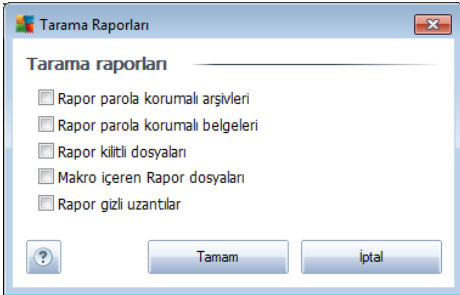 Tarama Raporları
Tarama raporları
Rapor parola korumalı arşivleri
Rapor parola korumalı belgeleri
Rapor kilitli dosyaları
Makro içeren Rapor dosyaları
Rapor gizli uzantılar
?
Tamam
İptal